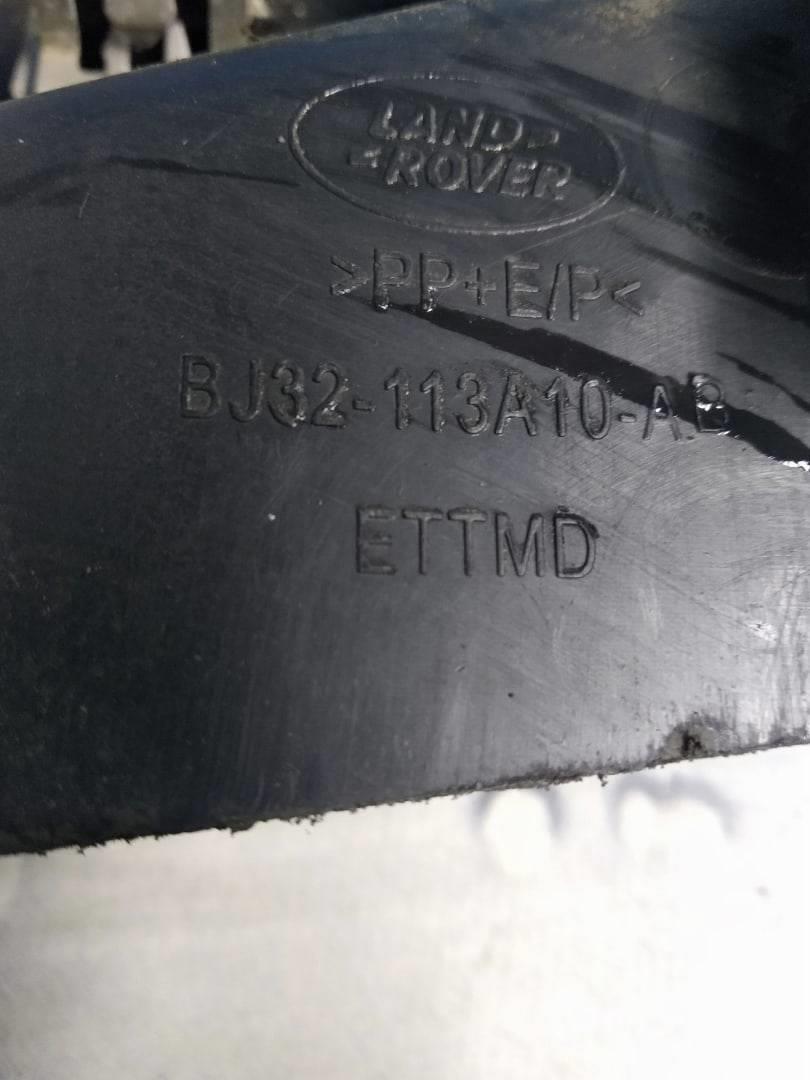 LAND
ROVER
>PP+E/P<
BJ32-113A10-AB
ETTMD